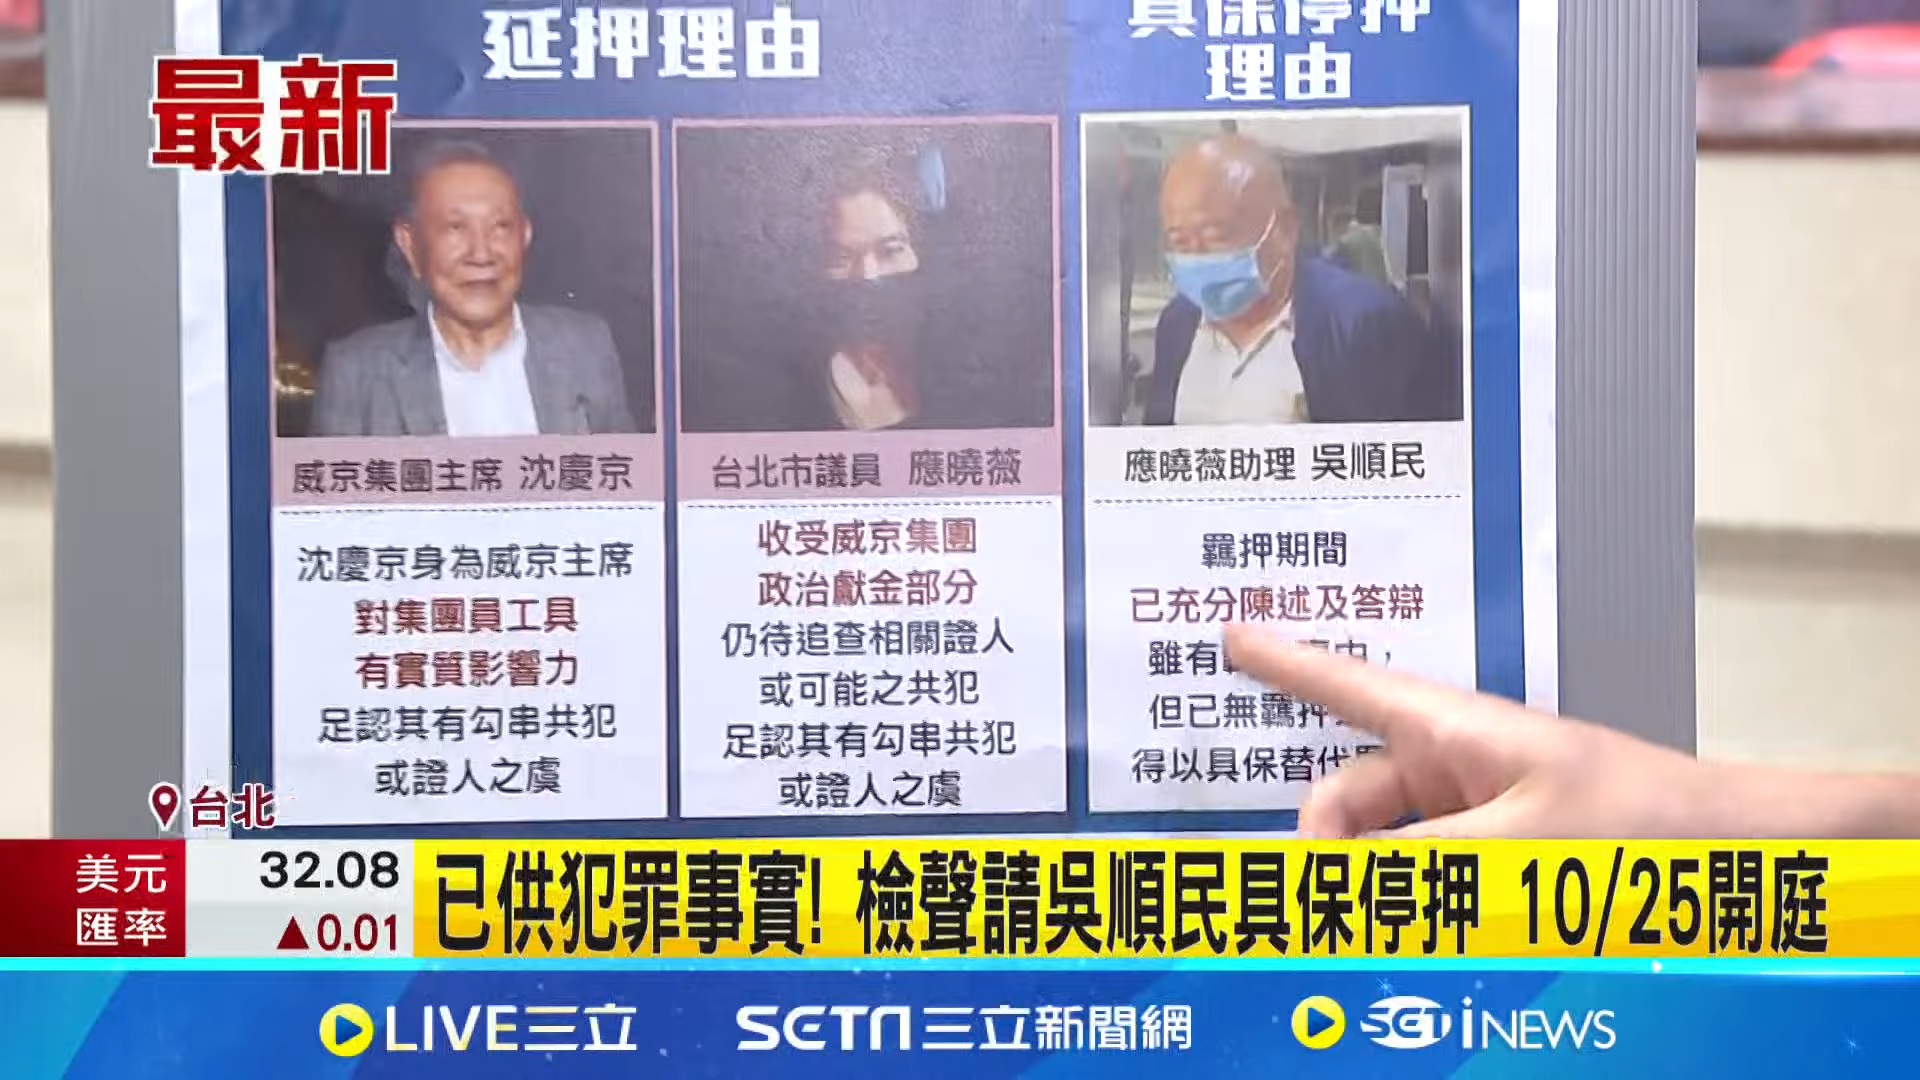 最新
延押理由
具保停押
理由
威京集團主席 沈慶京
沈慶京身為威京主席
對集團員工具
有實質影響力
足認其有勾串共犯
或證人之虞
台北市議員 應曉薇
收受威京集團
政治獻金部分
仍待追查相關證人
或可能之共犯
足認其有勾串共犯
或證人之虞
應曉薇助理 吳順民
羈押期間
已充分陳述及答辯
雖有
但已無羈押
得以具保替代
台北
美元
匯率
32.08
▲0.01
已供犯罪事實! 檢聲請吳順民具保停押 10/25開庭
LIVE三立
SETN三立新聞網
SETiNEWS